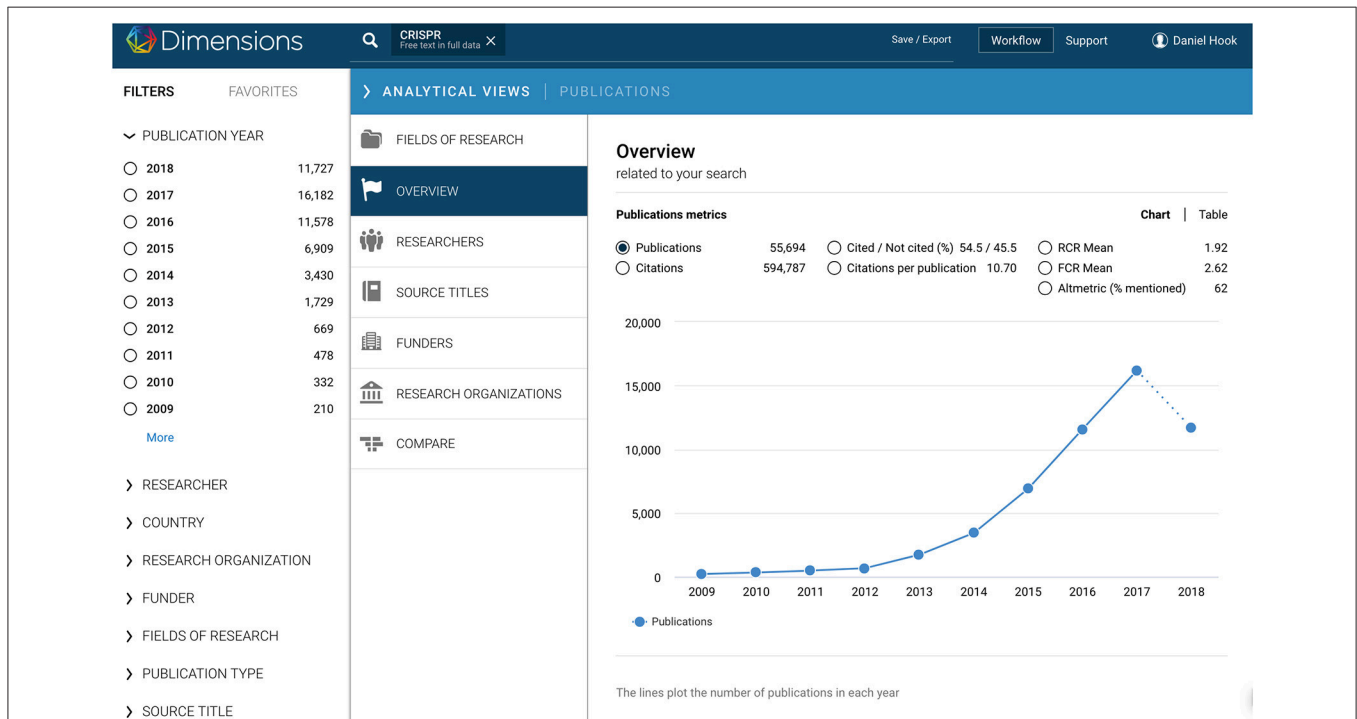 Dimensions
CRISPR
Free text in full data
Save / Export
Workflow
Support
Daniel Hook
FILTERS
FAVORITES
ANALYTICAL VIEWS | PUBLICATIONS
PUBLICATION YEAR
2018 11,727
2017 16,182
2016 11,578
2015 6,909
2014 3,430
2013 1,729
2012 669
2011 478
2010 332
2009 210
More
RESEARCHER
COUNTRY
RESEARCH ORGANIZATION
FUNDER
FIELDS OF RESEARCH
PUBLICATION TYPE
SOURCE TITLE
FIELDS OF RESEARCH
OVERVIEW
RESEARCHERS
SOURCE TITLES
FUNDERS
RESEARCH ORGANIZATIONS
COMPARE
Overview
related to your search
Publications metrics
Chart | Table
Publications 55,694 Cited / Not cited (%) 54.5 / 45.5 RCR Mean 1.92
Citations 594,787 Citations per publication 10.70 FCR Mean 2.62
Altmetric (% mentioned) 62
20,000
15,000
10,000
5,000
0
2009 2010 2011 2012 2013 2014 2015 2016 2017 2018
Publications
The lines plot the number of publications in each year